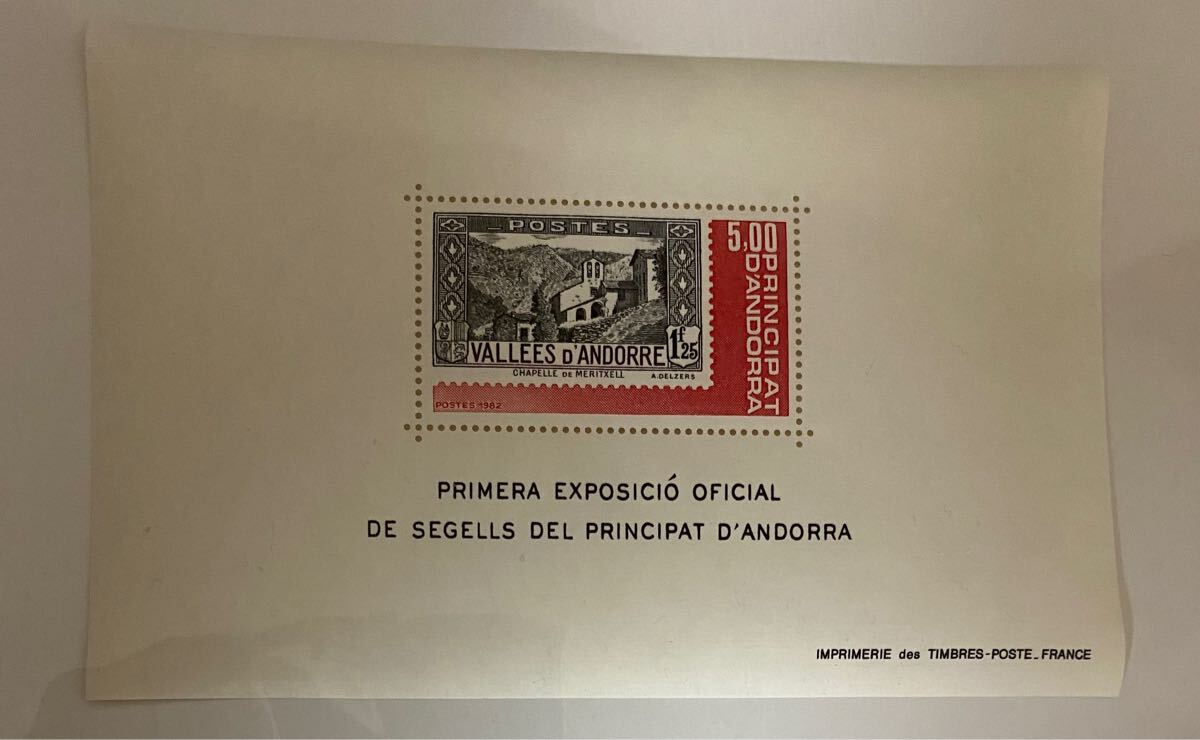 POSTES
5,00
PRINCIPAT
D'ANDORRA
1f25
VALLEES D'ANDORRE
CHAPELLE DE MERITXELL
A.DELZERS
POSTES 1982
PRIMERA EXPOSICIÓ OFICIAL
DE SEGELLS DEL PRINCIPAT D'ANDORRA
IMPRIMERIE des TIMBRES-POSTE_FRANCE